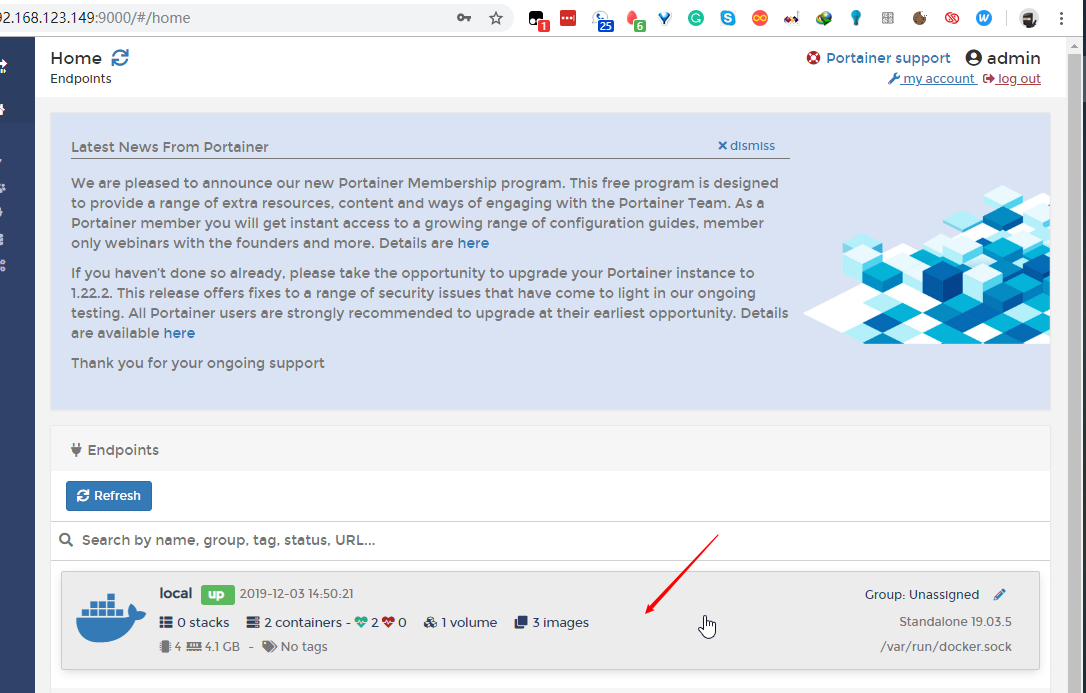 92.168.123.149:9000/#/home
1
25
6
Home
Portainer support admin
Endpoints
my account log out
Latest News From Portainer
dismiss
We are pleased to announce our new Portainer Membership program. This free program is designed
to provide a range of extra resources, content and ways of engaging with the Portainer Team. As a
Portainer member you will get instant access to a growing range of configuration guides, member
only webinars with the founders and more. Details are here
If you haven't done so already, please take the opportunity to upgrade your Portainer instance to
1.22.2. This release offers fixes to a range of security issues that have come to light in our ongoing
testing. All Portainer users are strongly recommended to upgrade at their earliest opportunity. Details
are available here
Thank you for your ongoing support
Endpoints
Refresh
Search by name, group, tag, status, URL...
local up 2019-12-03 14:50:21
Group: Unassigned
0 stacks 2 containers - 2 0 1 volume 3 images
Standalone 19.03.5
4 4.1 GB - No tags
/var/run/docker.sock